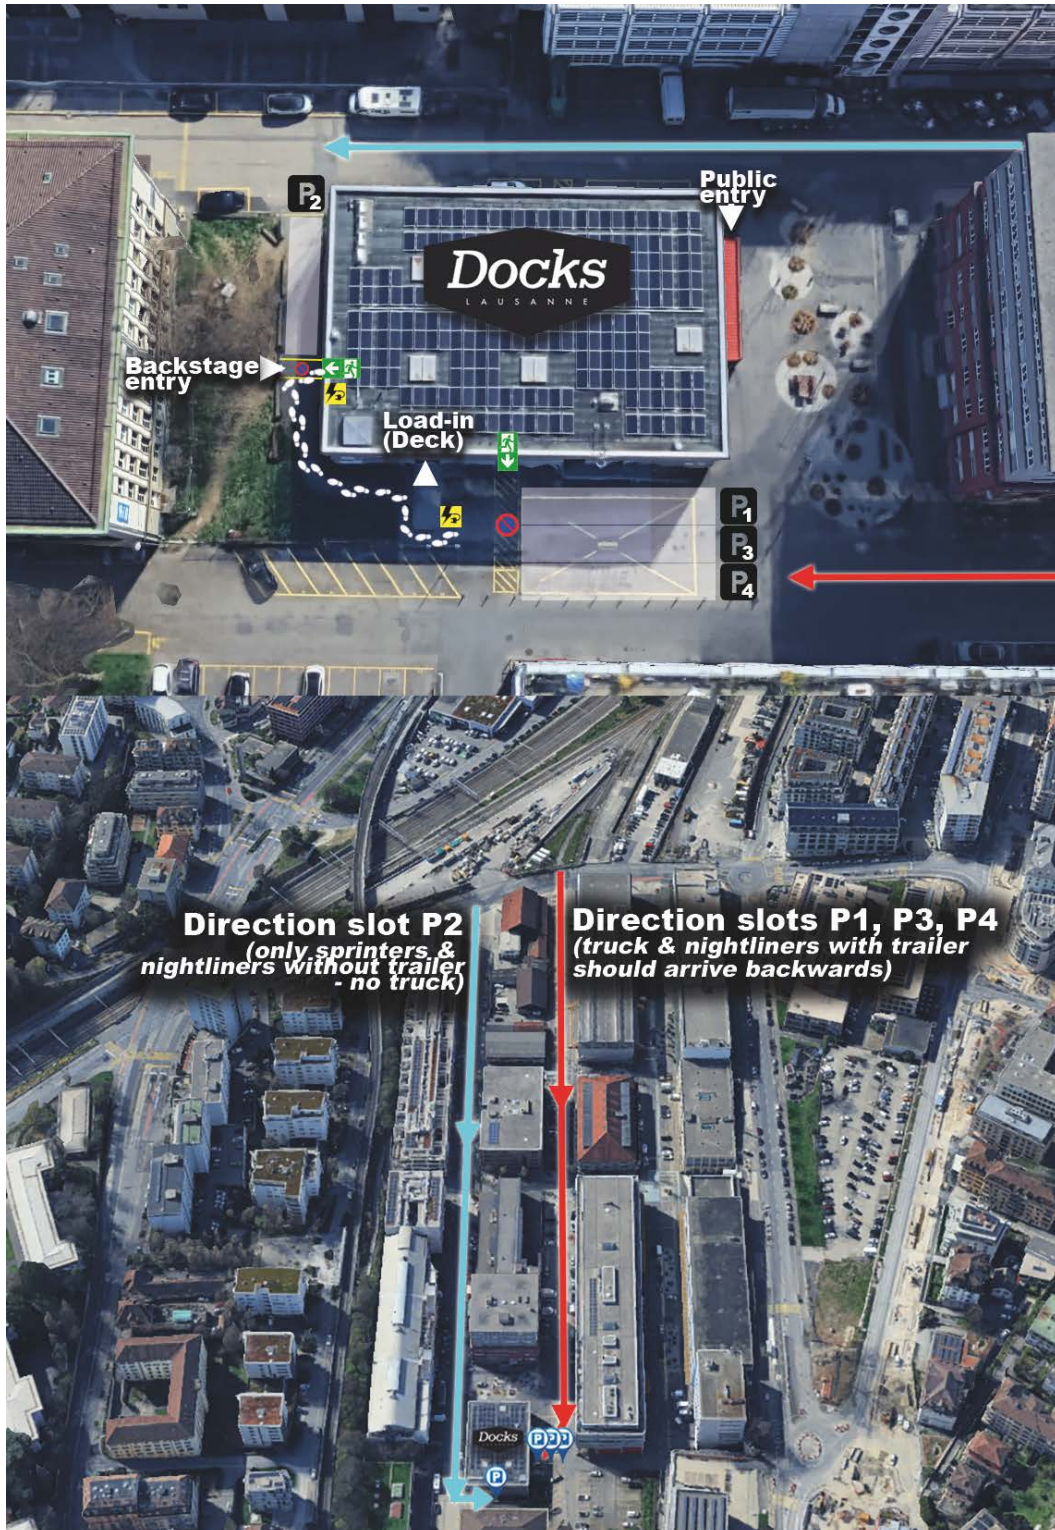 P2
Public
entry
Docks
LAUSANNE
Backstage
entry
Load-in
(Deck)
P1
P3
P4
Direction slot P2
(only sprinters &
nightliners without trailer
- no truck)
Direction slots P1, P3, P4
(truck & nightliners with trailer
should arrive backwards)
Docks
P
P